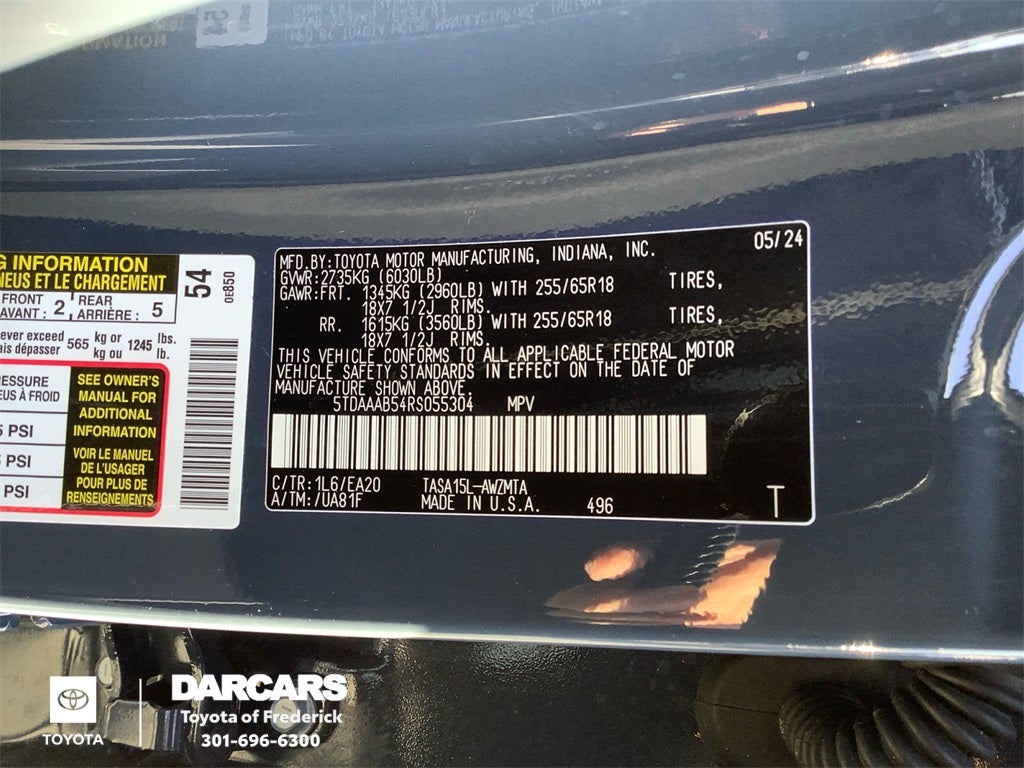 G INFORMATION
NEUS ET LE CHARGEMENT
FRONT 2 REAR 5
AVANT : ARRIÈRE :
ever exceed 565 kg or 1245 lbs.
ais dépasser kg ou lb.
RESSURE
EUS À FROID
5 PSI
5 PSI
PSI
SEE OWNER'S
MANUAL FOR
ADDITIONAL
INFORMATION
VOIR LE MANUEL
DE L'USAGER
POUR PLUS DE
RENSEIGNEMENTS
54
0E850
05/24
MFD.BY:TOYOTA MOTOR MANUFACTURING, INDIANA, INC.
GVWR:2735KG (6030LB)
GAWR:FRT. 1345KG (2960LB) WITH 255/65R18 TIRES,
18X7 1/2J RIMS.
RR. 1615KG (3560LB) WITH 255/65R18 TIRES,
18X7 1/2J RIMS.
THIS VEHICLE CONFORMS TO ALL APPLICABLE FEDERAL MOTOR
VEHICLE SAFETY STANDARDS IN EFFECT ON THE DATE OF
MANUFACTURE SHOWN ABOVE.
5TDAAAB54RS055304 MPV
C/TR:1L6/EA20 TASA15L-AWZMTA
A/TM:/UA81F MADE IN U.S.A. 496 T
TOYOTA
DARCARS
Toyota of Frederick
301-696-6300